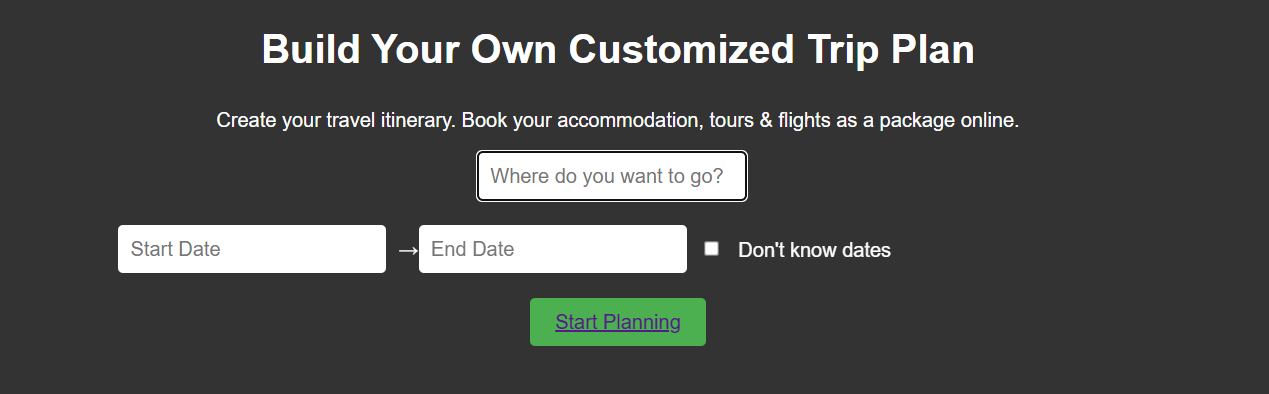 Build Your Own Customized Trip Plan
Create your travel itinerary. Book your accommodation, tours & flights as a package online.
Where do you want to go?
Start Date → End Date Don't know dates
Start Planning